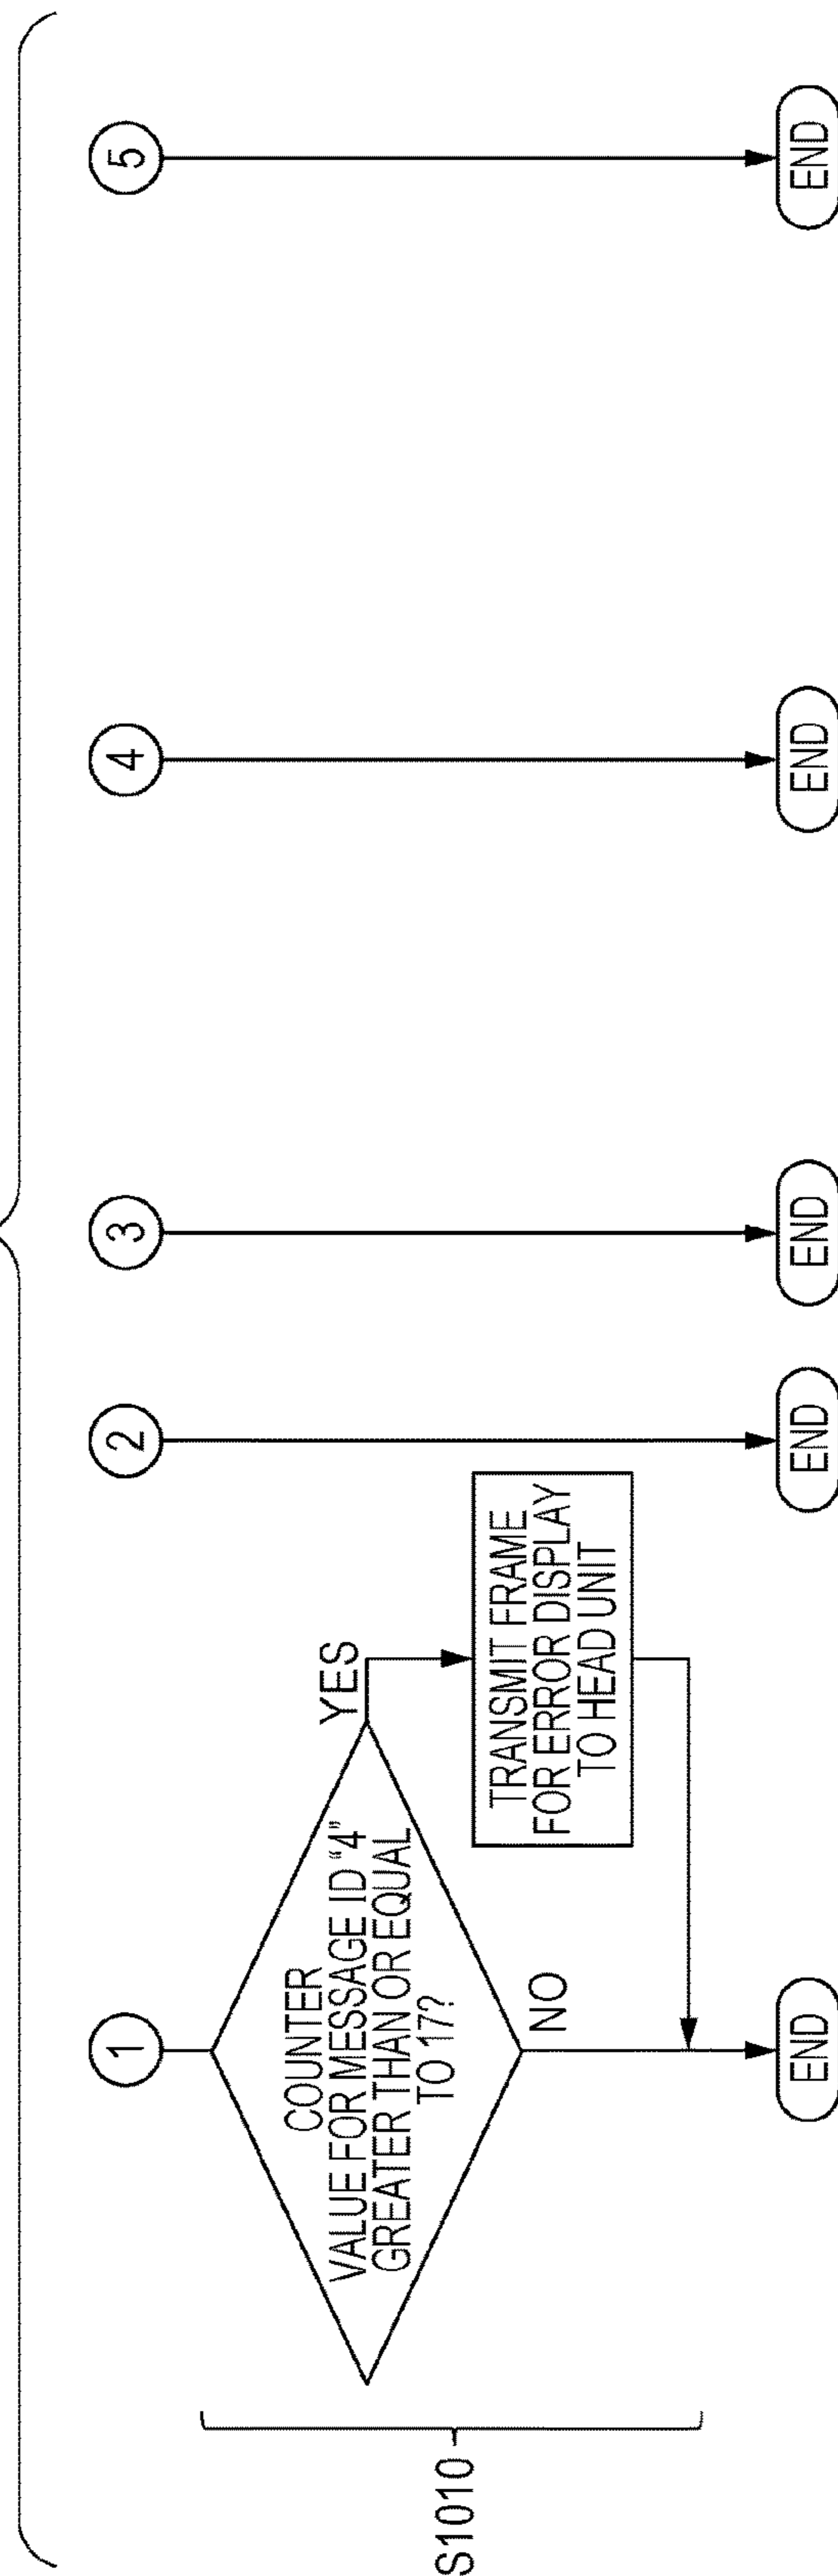 1
2
3
4
5
COUNTER
VALUE FOR MESSAGE ID “4”
GREATER THAN OR EQUAL
TO 17?
YES
NO
TRANSMIT FRAME
FOR ERROR DISPLAY
TO HEAD UNIT
S1010
END
END
END
END
END